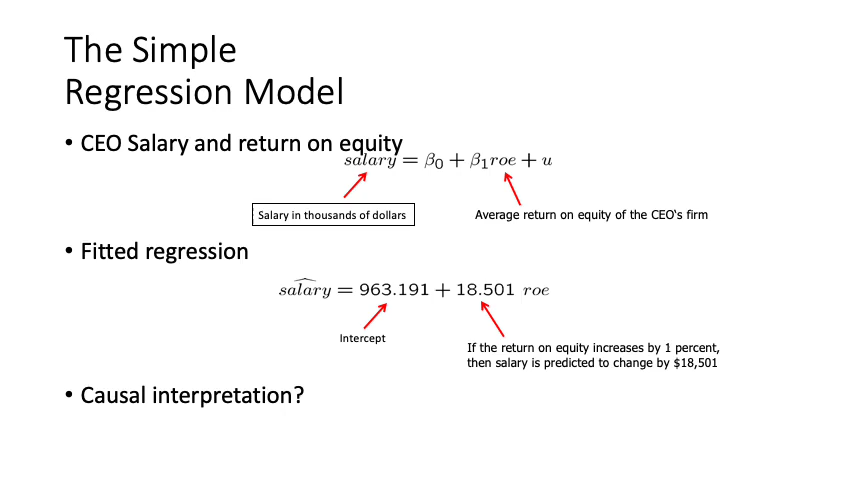 The Simple
Regression Model
• CEO Salary and return on equity
salary = β₀ + β₁roe + u
Salary in thousands of dollars
Average return on equity of the CEO‘s firm
• Fitted regression
\widehat{salary} = 963.191 + 18.501 roe
Intercept
If the return on equity increases by 1 percent,
then salary is predicted to change by $18,501
• Causal interpretation?